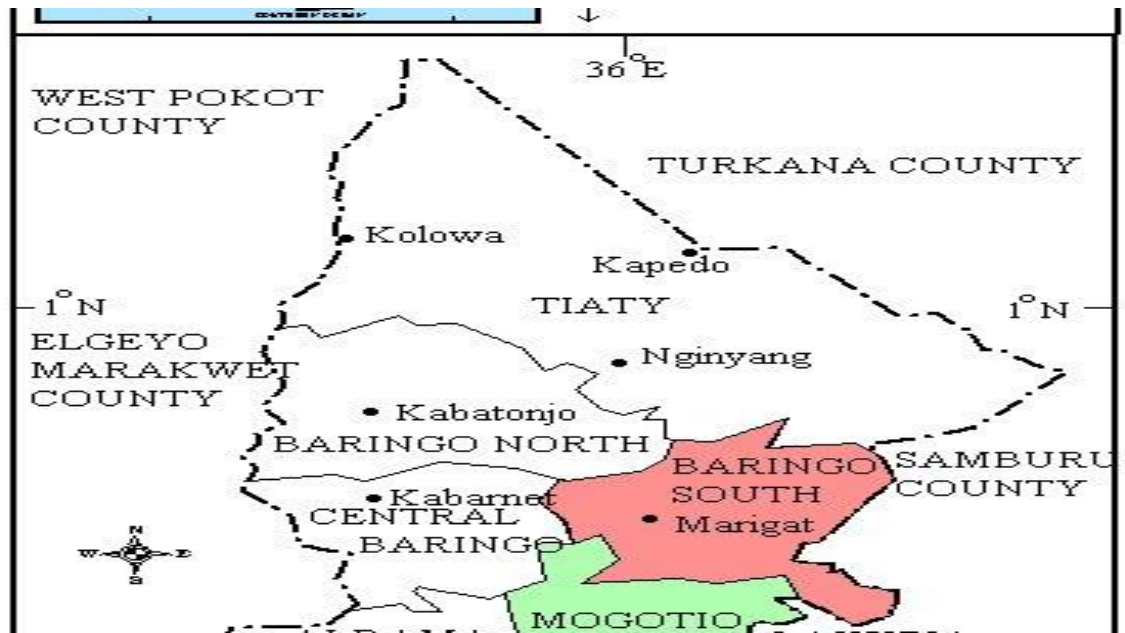 36°E
WEST POKOT
COUNTY
TURKANA COUNTY
Kolowa
Kapedo
1°N
TIATY
1°N
ELGEYO
MARAKWET
COUNTY
Nginyang
Kabatonjo
BARINGO NORTH
BARINGO
SOUTH
SAMBURU
COUNTY
Kabarnet
Marigat
CENTRAL
BARINGO
N
W E
S
MOGOTIO